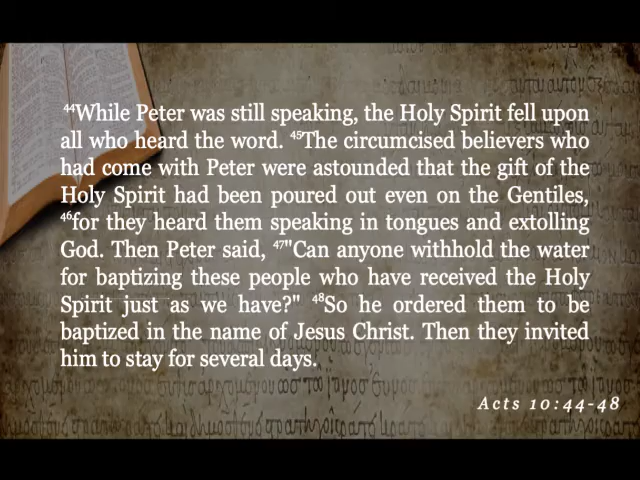 ⁴⁴While Peter was still speaking, the Holy Spirit fell upon
all who heard the word. ⁴⁵The circumcised believers who
had come with Peter were astounded that the gift of the
Holy Spirit had been poured out even on the Gentiles,
⁴⁶for they heard them speaking in tongues and extolling
God. Then Peter said, ⁴⁷"Can anyone withhold the water
for baptizing these people who have received the Holy
Spirit just as we have?" ⁴⁸So he ordered them to be
baptized in the name of Jesus Christ. Then they invited
him to stay for several days.
Acts 10:44-48